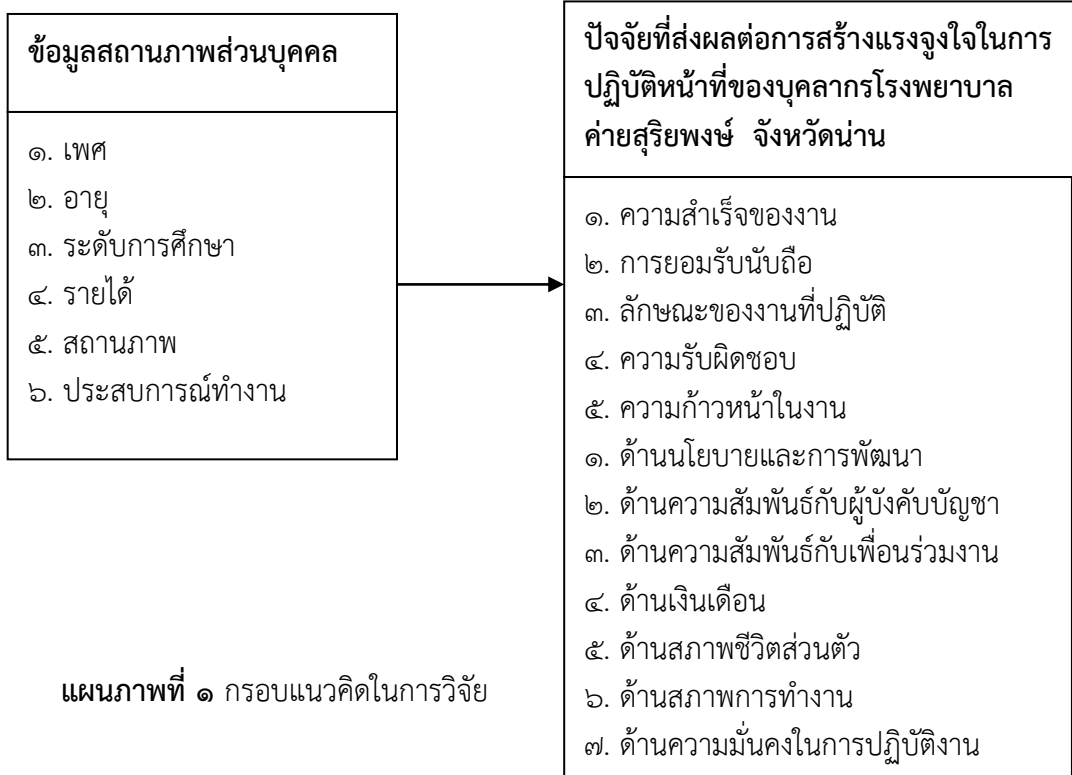 ข้อมูลสถานภาพส่วนบุคคล
๑. เพศ
๒. อายุ
๓. ระดับการศึกษา
๔. รายได้
๕. สถานภาพ
๖. ประสบการณ์ทำงาน
ปัจจัยที่ส่งผลต่อการสร้างแรงจูงใจในการ
ปฏิบัติหน้าที่ของบุคลากรโรงพยาบาล
ค่ายสุริยพงษ์ จังหวัดน่าน
๑. ความสำเร็จของงาน
๒. การยอมรับนับถือ
๓. ลักษณะของงานที่ปฏิบัติ
๔. ความรับผิดชอบ
๕. ความก้าวหน้าในงาน
๑. ด้านนโยบายและการพัฒนา
๒. ด้านความสัมพันธ์กับผู้บังคับบัญชา
๓. ด้านความสัมพันธ์กับเพื่อนร่วมงาน
๔. ด้านเงินเดือน
๕. ด้านสภาพชีวิตส่วนตัว
๖. ด้านสภาพการทำงาน
๗. ด้านความมั่นคงในการปฏิบัติงาน
แผนภาพที่ ๑ กรอบแนวคิดในการวิจัย